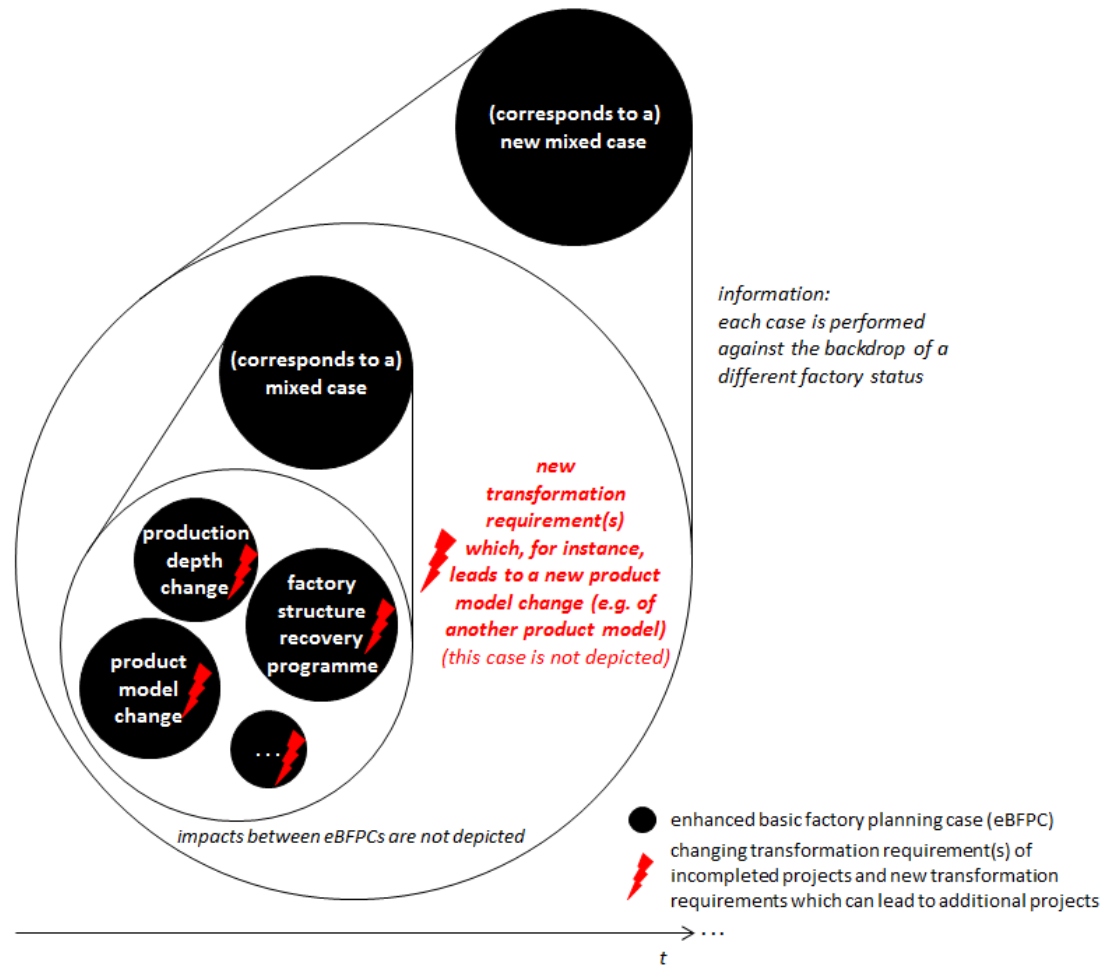 (corresponds to a)
new mixed case
information:
each case is performed
against the backdrop of a
different factory status
(corresponds to a)
mixed case
new
transformation
requirement(s)
which, for instance,
leads to a new product
model change (e.g. of
another product model)
(this case is not depicted)
production
depth
change
factory
structure
recovery
programme
product
model
change
...
impacts between eBFPCs are not depicted
enhanced basic factory planning case (eBFPC)
changing transformation requirement(s) of
incompleted projects and new transformation
requirements which can lead to additional projects
...
t